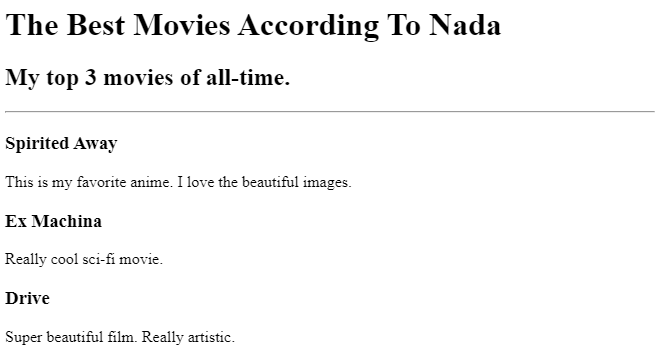 The Best Movies According To Nada
My top 3 movies of all-time.
Spirited Away
This is my favorite anime. I love the beautiful images.
Ex Machina
Really cool sci-fi movie.
Drive
Super beautiful film. Really artistic.